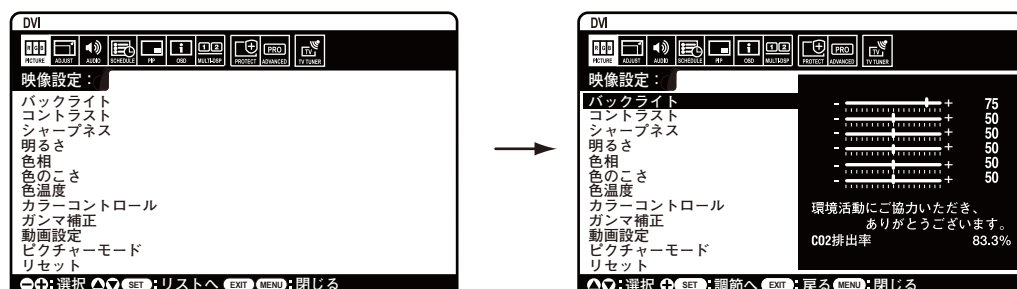 DVI
RGB
PICTURE ADJUST AUDIO SCHEDULE PIP OSD MULTI-DSP PROTECT ADVANCED TV TUNER
映像設定：
バックライト
コントラスト
シャープネス
明るさ
色相
色のこさ
色温度
カラーコントロール
ガンマ補正
動画設定
ピクチャーモード
リセット
:選択 SET :リストへ EXIT MENU :閉じる
DVI
RGB
PICTURE ADJUST AUDIO SCHEDULE PIP OSD MULTI-DSP PROTECT ADVANCED TV TUNER
映像設定：
バックライト - + 75
コントラスト - + 50
シャープネス - + 50
明るさ - + 50
色相 - + 50
色のこさ - + 50
色温度
カラーコントロール
ガンマ補正
動画設定
ピクチャーモード
リセット
環境活動にご協力いただき、
ありがとうございます。
CO2排出率 83.3%
:選択 SET :調節へ EXIT :戻る MENU :閉じる